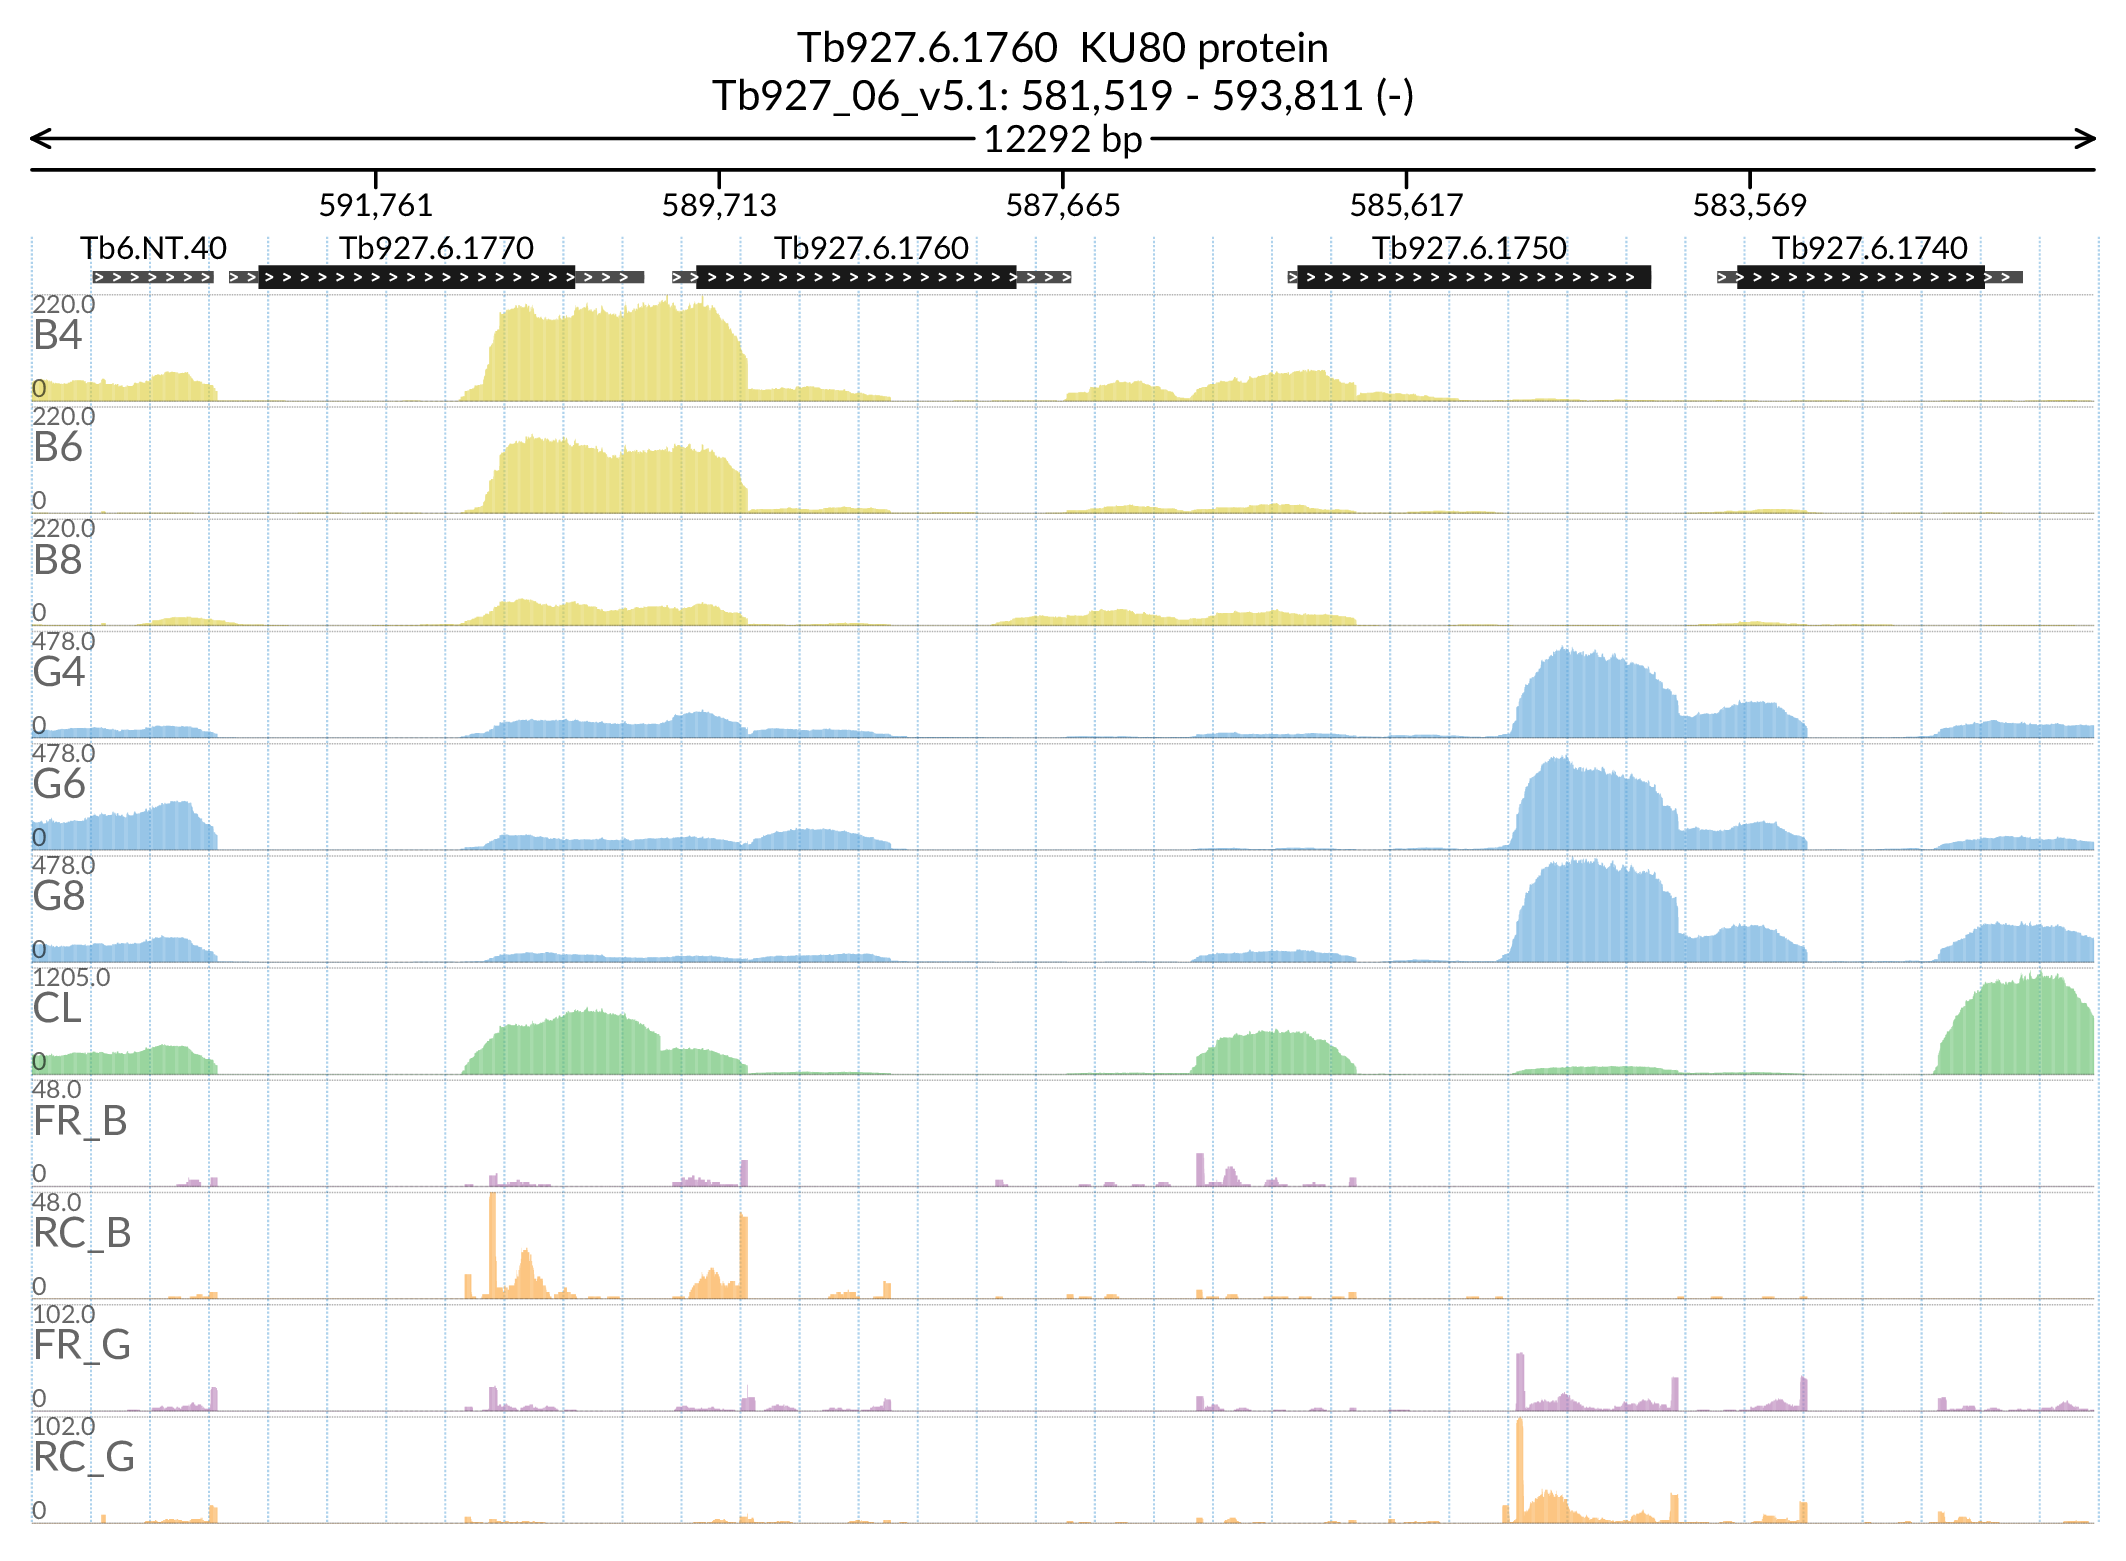 Tb927.6.1760 KU80 protein
Tb927_06_v5.1: 581,519 - 593,811 (-)
12292 bp
591,761 589,713 587,665 585,617 583,569
Tb6.NT.40 Tb927.6.1770 Tb927.6.1760 Tb927.6.1750 Tb927.6.1740
220.0
B4
0
220.0
B6
0
220.0
B8
0
478.0
G4
0
478.0
G6
0
478.0
G8
0
1205.0
CL
0
48.0
FR_B
0
48.0
RC_B
0
102.0
FR_G
0
102.0
RC_G
0